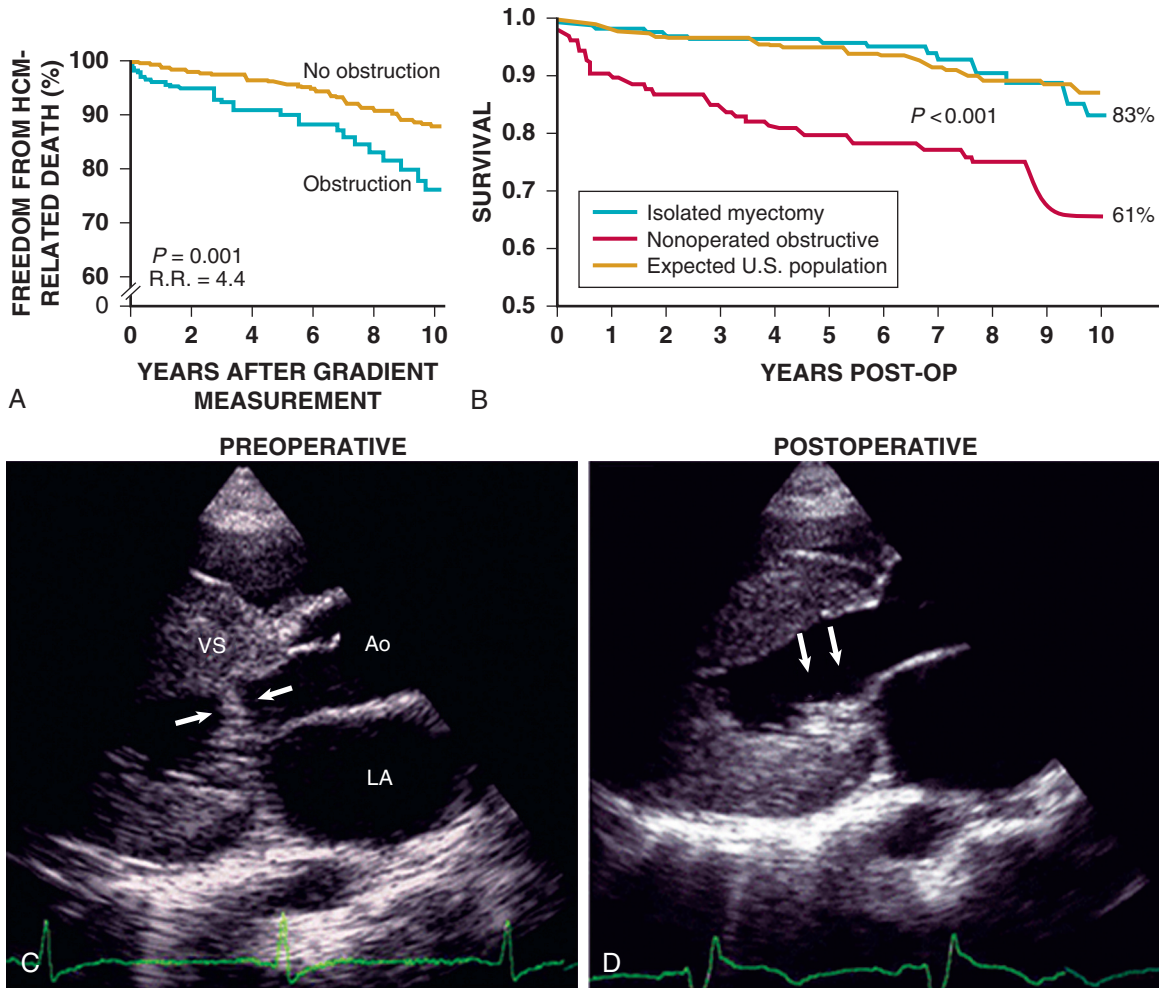 FREEDOM FROM HCM-
RELATED DEATH (%)
100
90
80
70
60
0
No obstruction
Obstruction
P = 0.001
R.R. = 4.4
0 2 4 6 8 10
YEARS AFTER GRADIENT
MEASUREMENT
A
SURVIVAL
1.0
0.9
0.8
0.7
0.6
0.5
P < 0.001
83%
61%
Isolated myectomy
Nonoperated obstructive
Expected U.S. population
0 1 2 3 4 5 6 7 8 9 10
YEARS POST-OP
B
PREOPERATIVE
VS
Ao
LA
C
POSTOPERATIVE
D